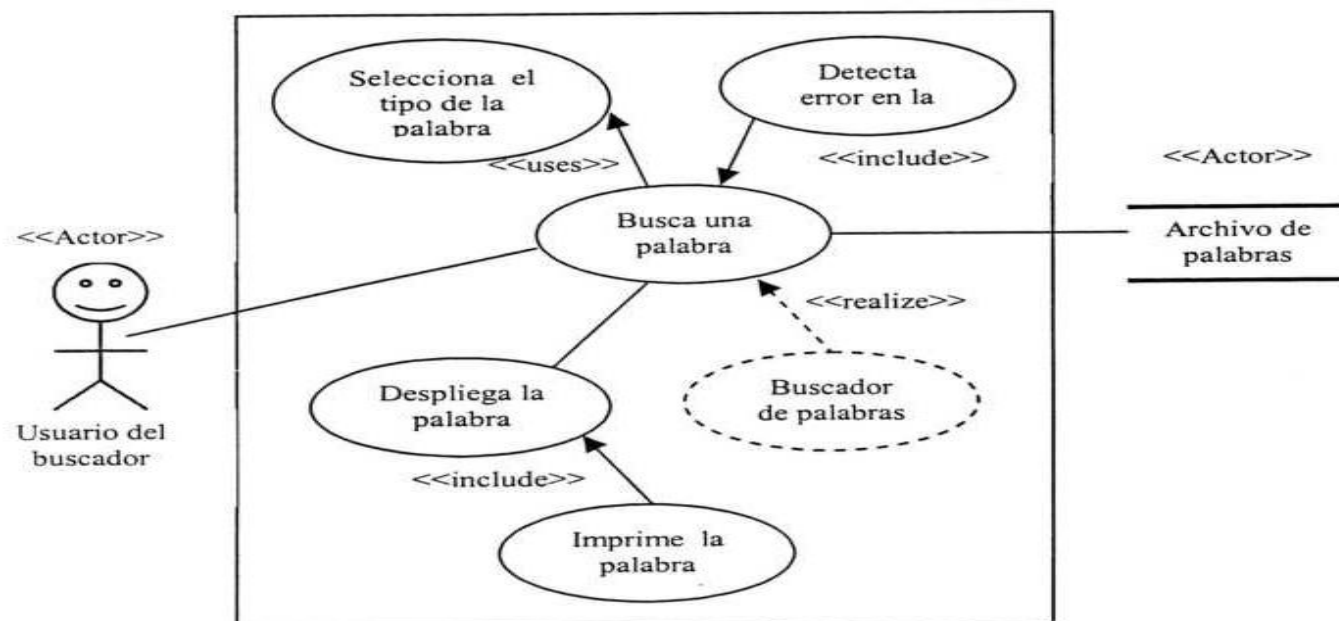 Selecciona el
tipo de la
palabra
Detecta
error en la
<<uses>>
<<include>>
<<Actor>>
Busca una
palabra
Archivo de
palabras
<<Actor>>
<<realize>>
Despliega la
palabra
Buscador
de palabras
Usuario del
buscador
<<include>>
Imprime la
palabra